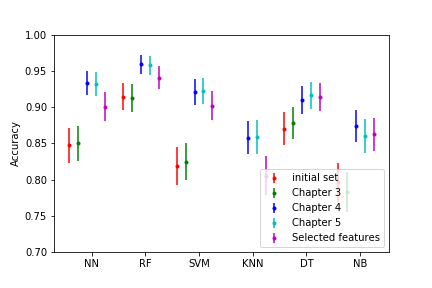 1.00
0.95
0.90
0.85
0.80
0.75
0.70
Accuracy
NN RF SVM KNN DT NB
initial set
Chapter 3
Chapter 4
Chapter 5
Selected features